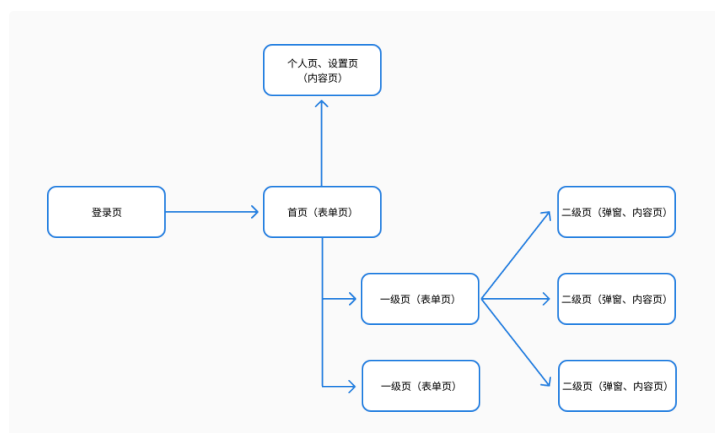 个人页、设置页
（内容页）
登录页
首页（表单页）
二级页（弹窗、内容页）
一级页（表单页）
二级页（弹窗、内容页）
一级页（表单页）
二级页（弹窗、内容页）